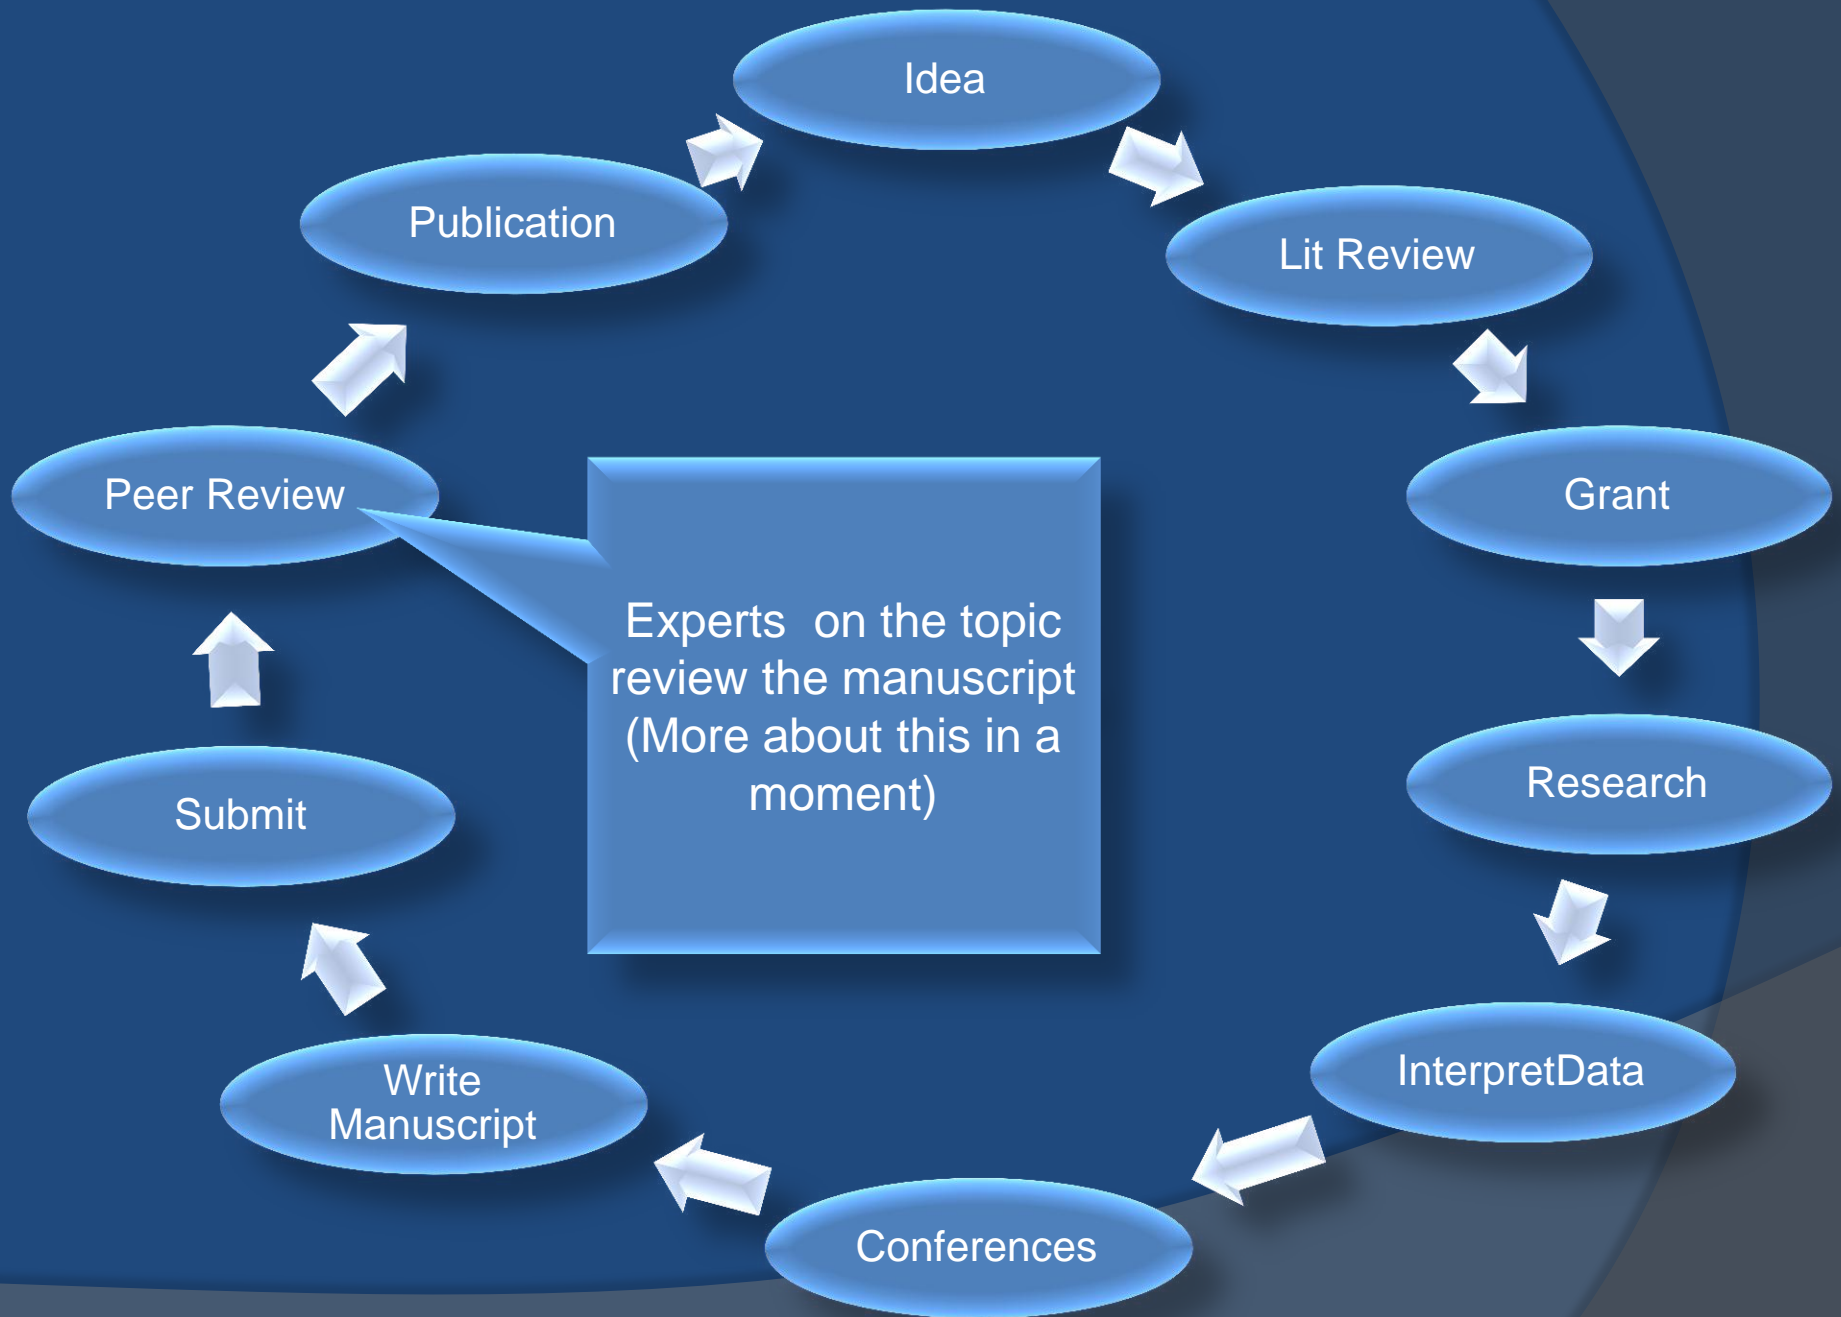 Idea
Lit Review
Grant
Research
InterpretData
Conferences
Write
Manuscript
Submit
Peer Review
Publication
Experts  on the topic
review the manuscript
(More about this in a
moment)